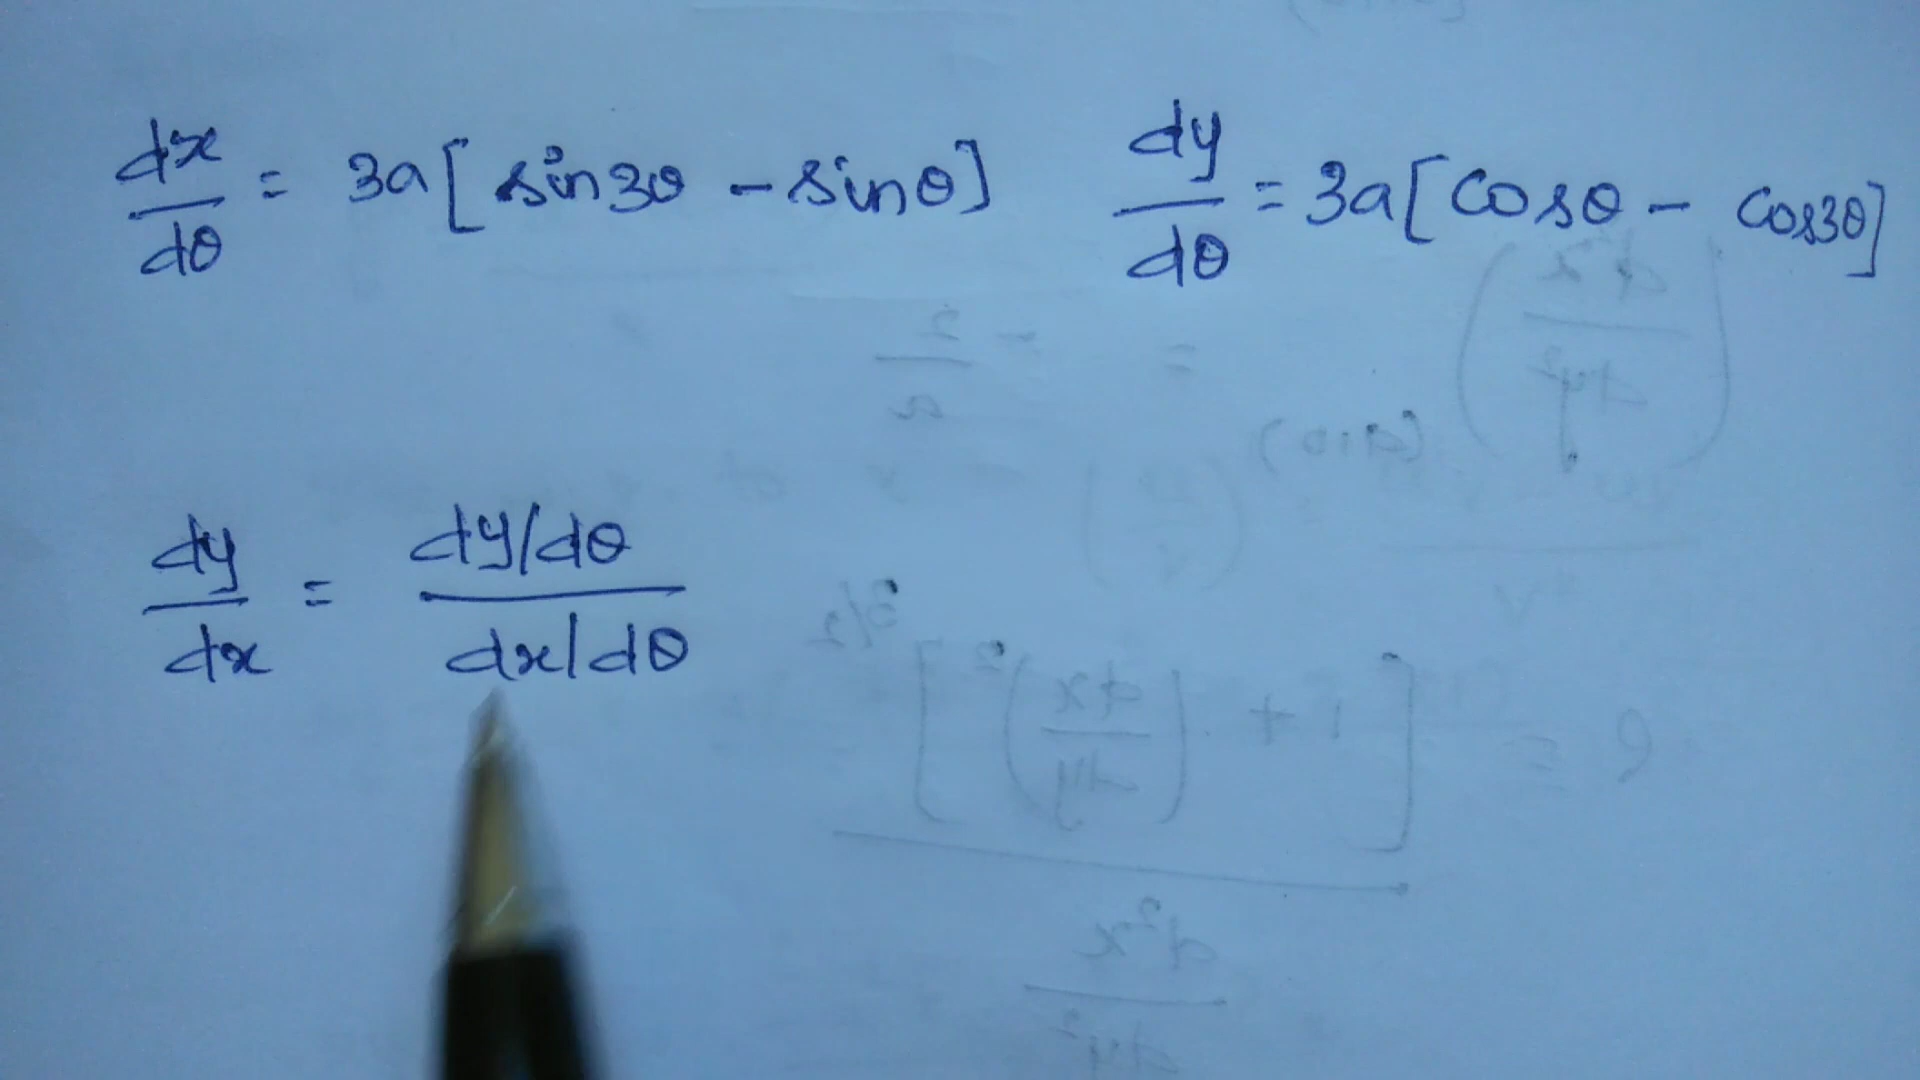 dx/dθ = 3a[sin3θ - sinθ] dy/dθ = 3a[cosθ - cos3θ]
dy/dx = dy/dθ / dx/dθ